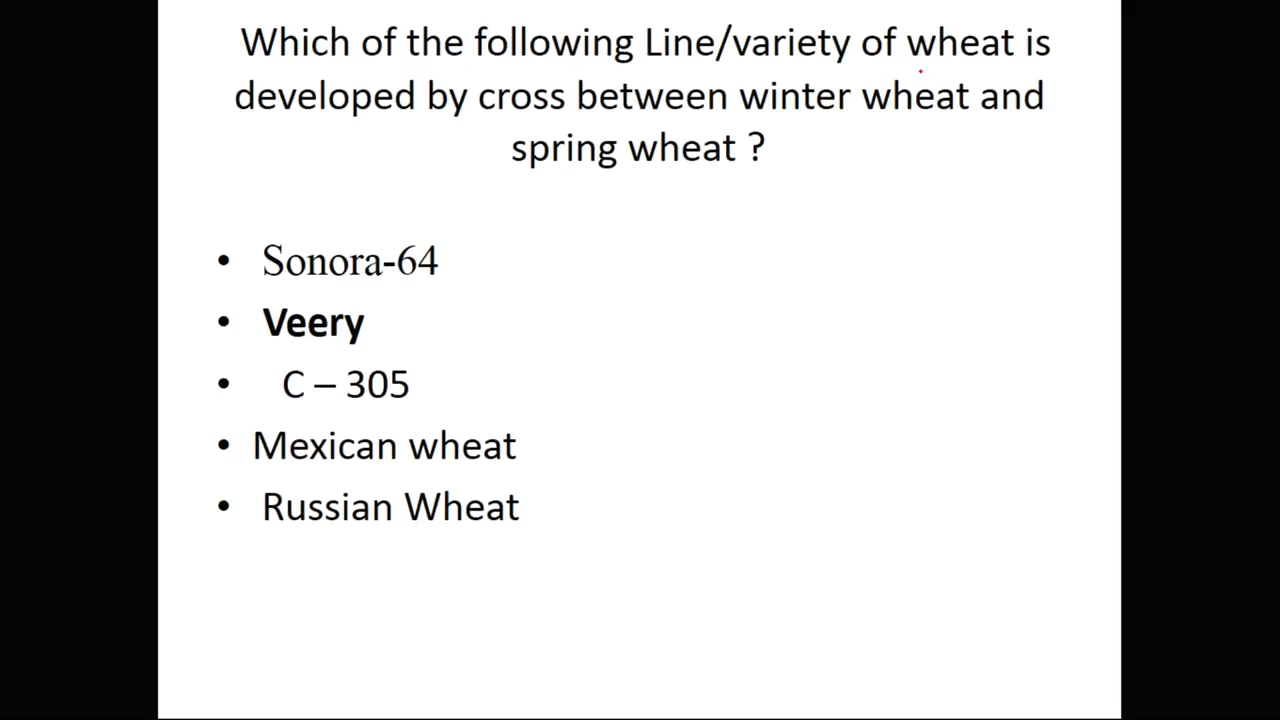 Which of the following Line/variety of wheat is
developed by cross between winter wheat and
spring wheat ?
• Sonora-64
• Veery
• C – 305
• Mexican wheat
• Russian Wheat